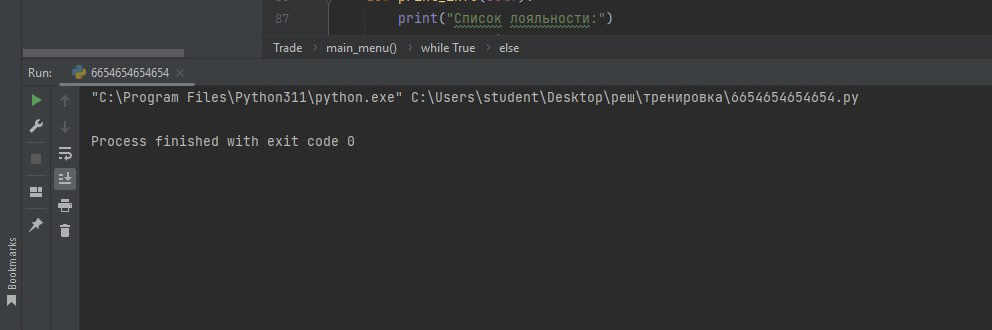 87 print("Список лояльности:")
Trade main_menu() while True else
Run: 6654654654654
"C:\Program Files\Python311\python.exe" C:\Users\student\Desktop\реш\тренировка\6654654654654.py
Process finished with exit code 0
Bookmarks